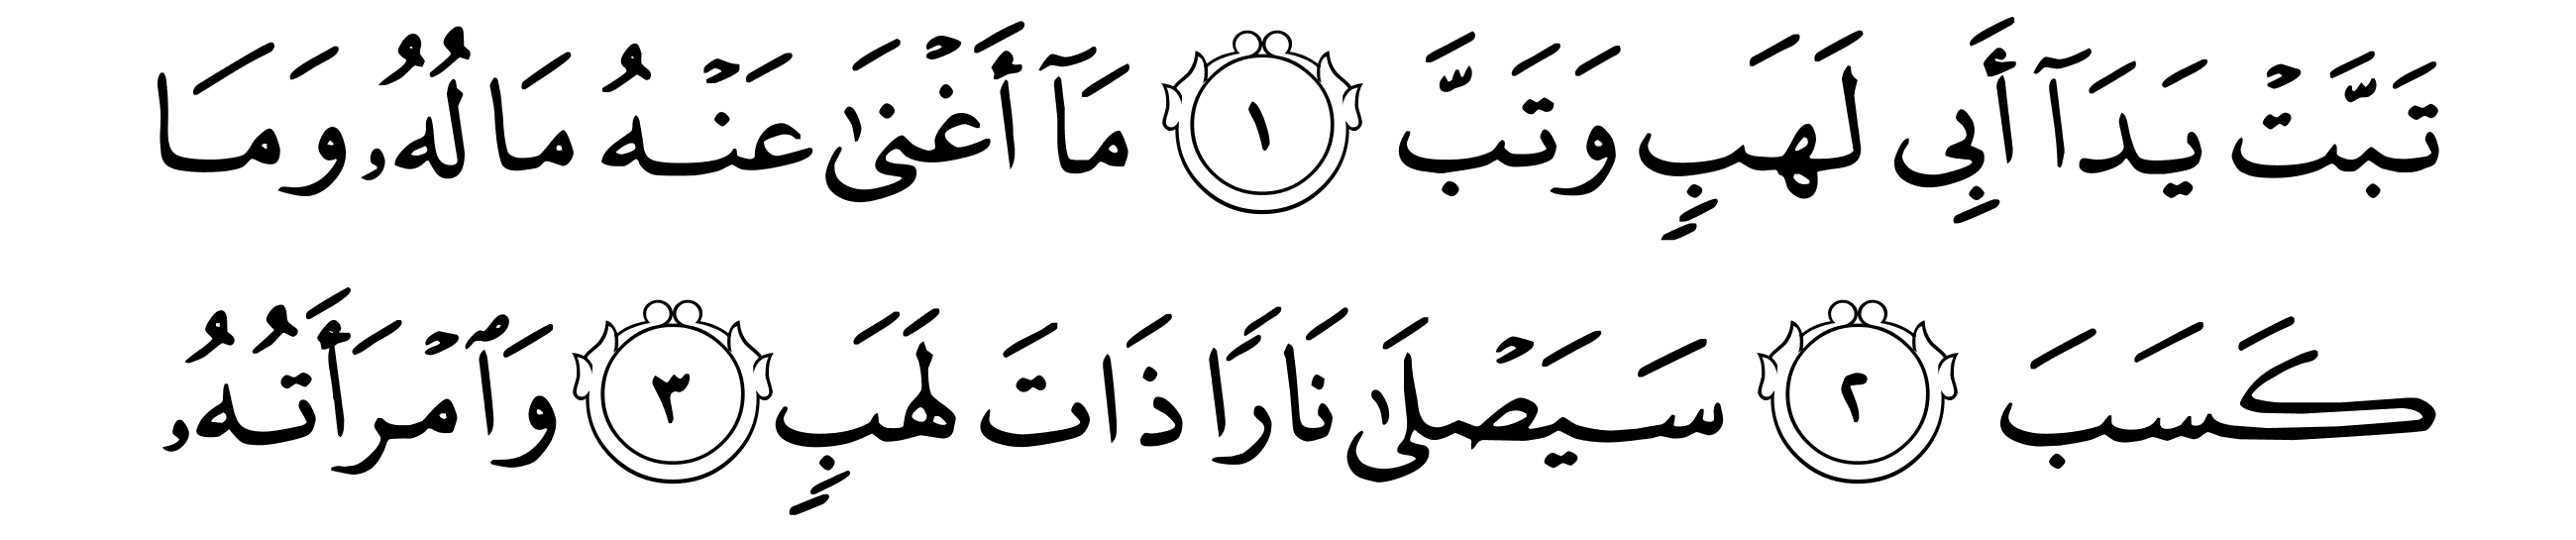 تَبَّتۡ يَدَآ أَبِي لَهَبٖ وَتَبَّ ١ مَآ أَغۡنَىٰ عَنۡهُ مَالُهُۥ وَمَا
كَسَبَ ٢ سَيَصۡلَىٰ نَارٗا ذَاتَ لَهَبٖ ٣ وَٱمۡرَأَتُهُۥ